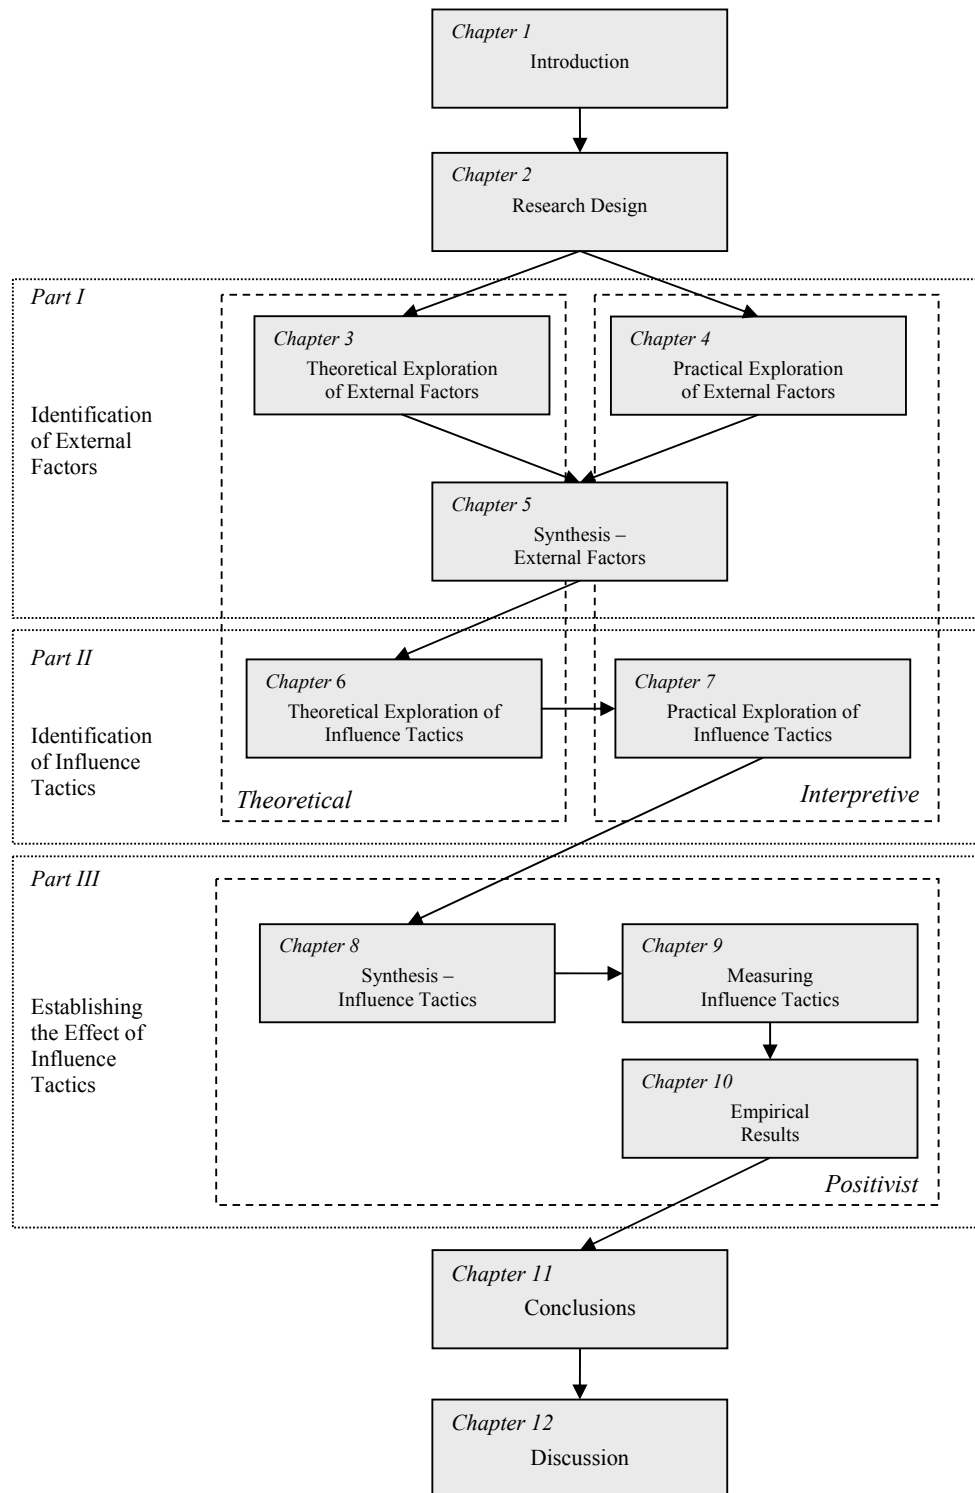 Chapter 1
Introduction
Chapter 2
Research Design
Part I
Identification
of External
Factors
Chapter 3
Theoretical Exploration
of External Factors
Chapter 4
Practical Exploration
of External Factors
Chapter 5
Synthesis –
External Factors
Part II
Identification
of Influence
Tactics
Chapter 6
Theoretical Exploration of
Influence Tactics
Chapter 7
Practical Exploration of
Influence Tactics
Theoretical
Interpretive
Part III
Establishing
the Effect of
Influence
Tactics
Chapter 8
Synthesis –
Influence Tactics
Chapter 9
Measuring
Influence Tactics
Chapter 10
Empirical
Results
Positivist
Chapter 11
Conclusions
Chapter 12
Discussion